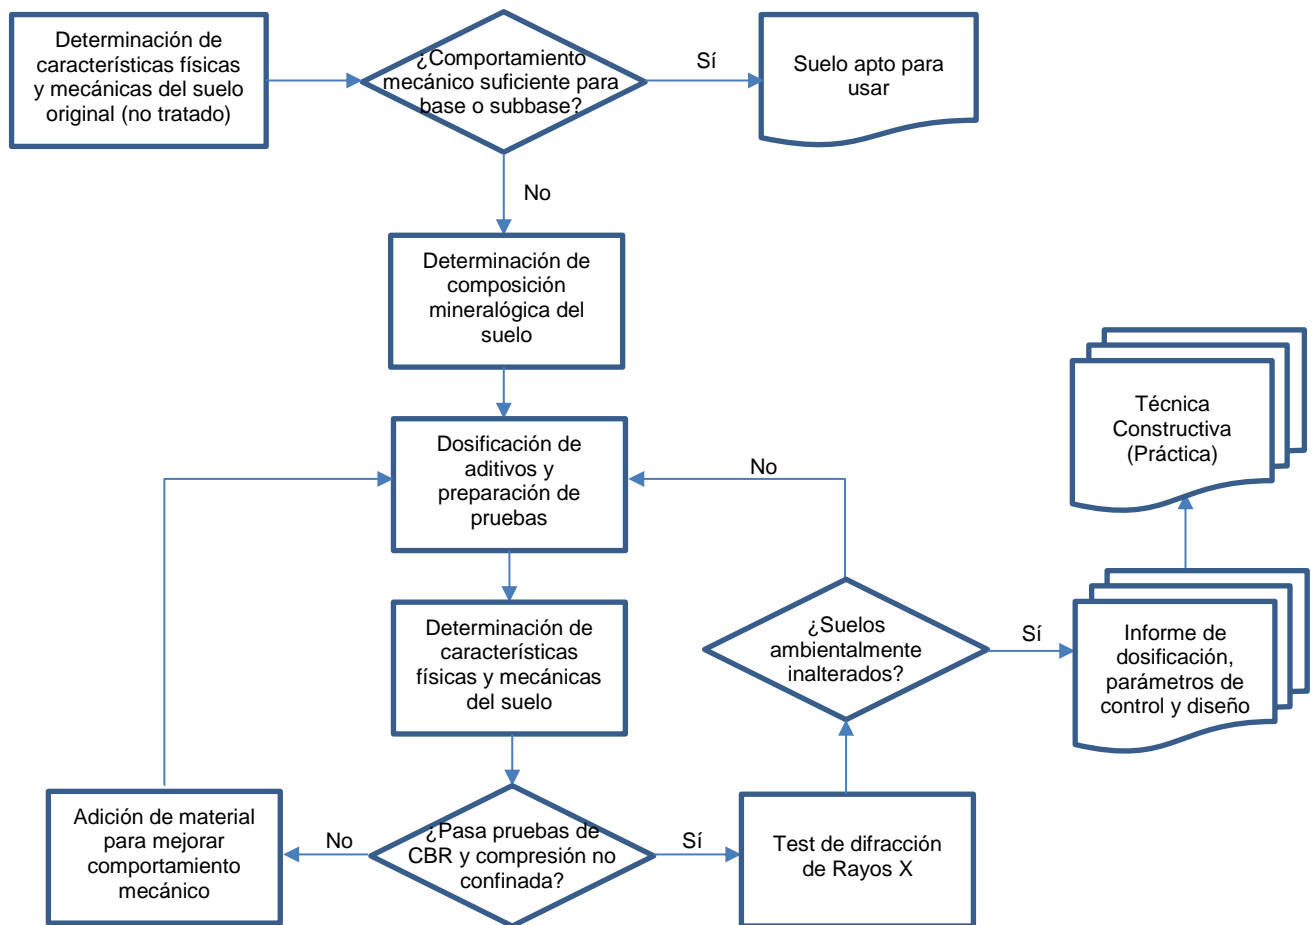 Determinación de
características físicas
y mecánicas del suelo
original (no tratado)
¿Comportamiento
mecánico suficiente para
base o subbase?
Sí
Suelo apto para
usar
No
Determinación de
composición
mineralógica del
suelo
Dosificación de
aditivos y
preparación de
pruebas
No
Técnica
Constructiva
(Práctica)
Determinación de
características
físicas y mecánicas
del suelo
¿Suelos
ambientalmente
inalterados?
Sí
Informe de
dosificación,
parámetros de
control y diseño
Adición de material
para mejorar
comportamiento
mecánico
No
¿Pasa pruebas de
CBR y compresión no
confinada?
Sí
Test de difracción
de Rayos X